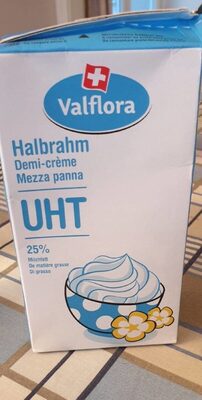 Valflora
Halbrahm
Demi-crème
Mezza panna
UHT
25%
Milchfett
De matière grasse
Di grasso